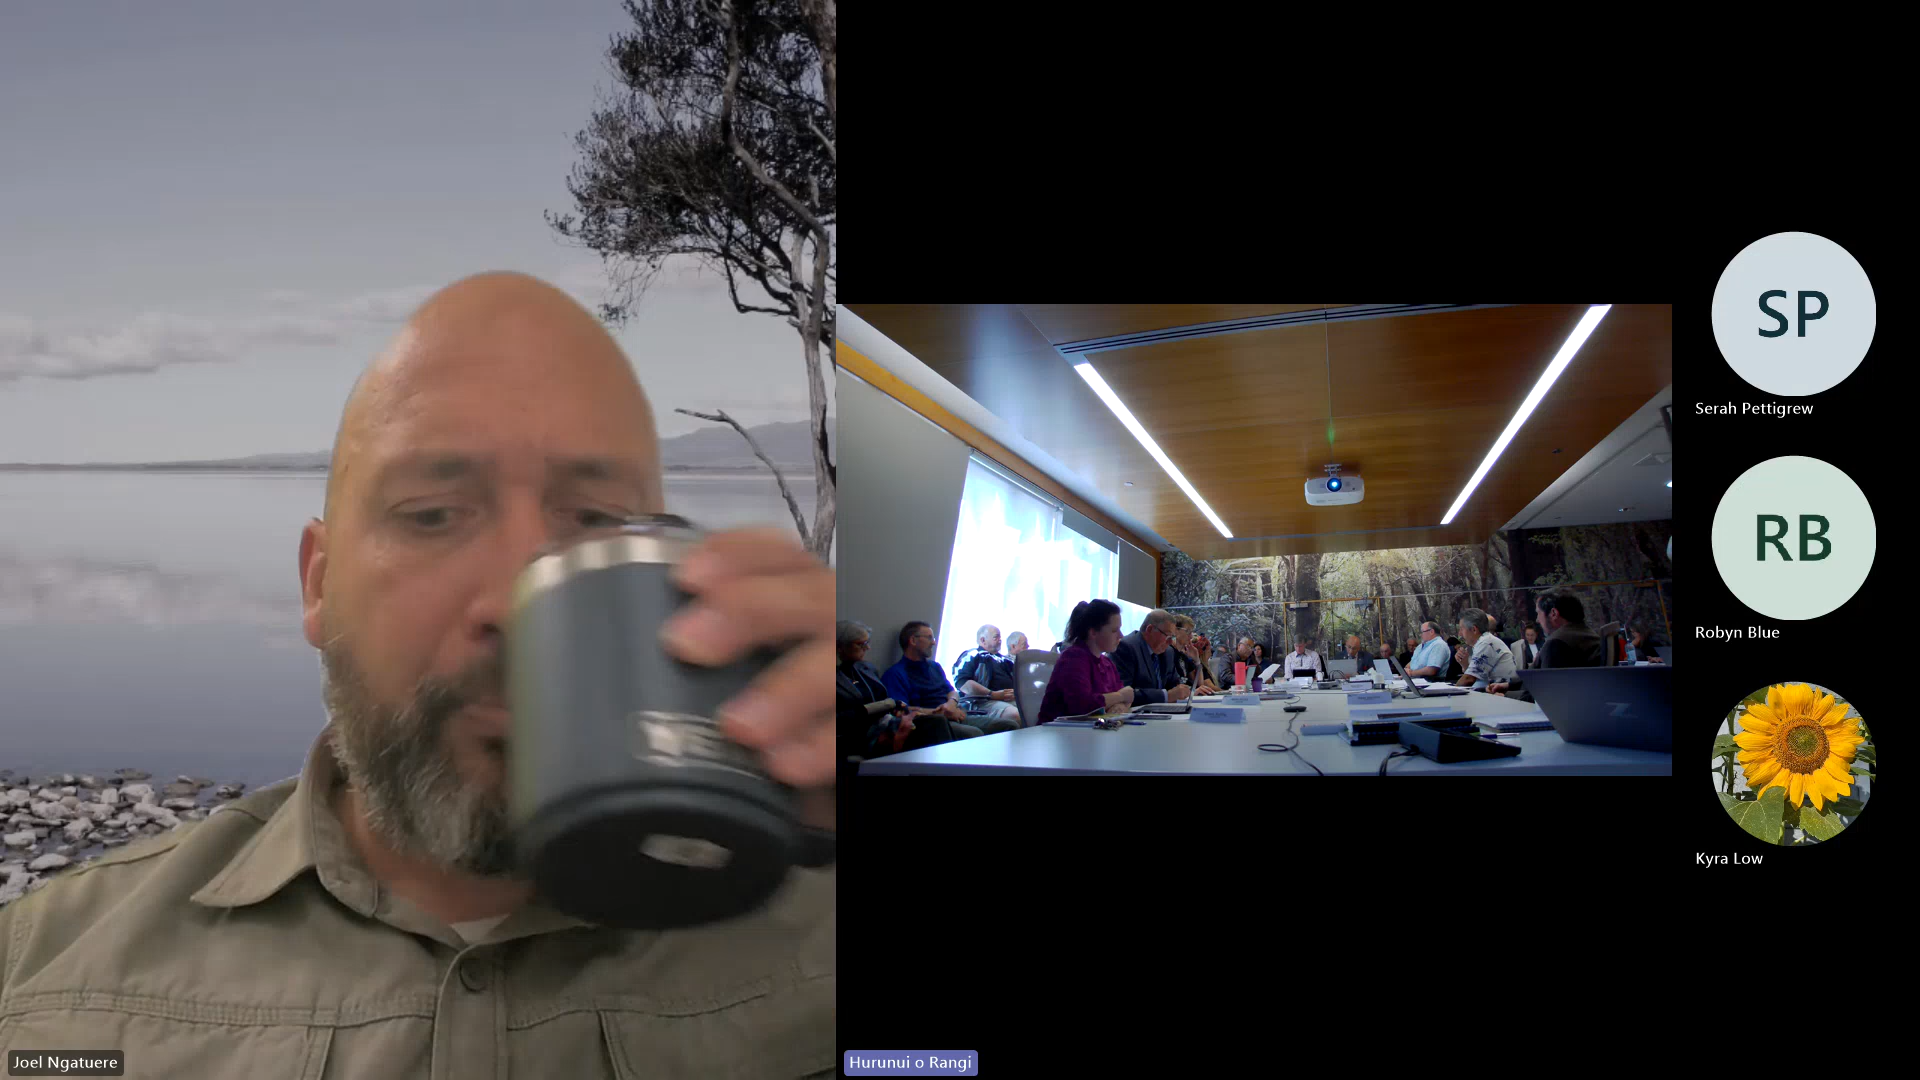 Joel Ngatuere
Hurunui o Rangi
SP
Serah Pettigrew
RB
Robyn Blue
Kyra Low